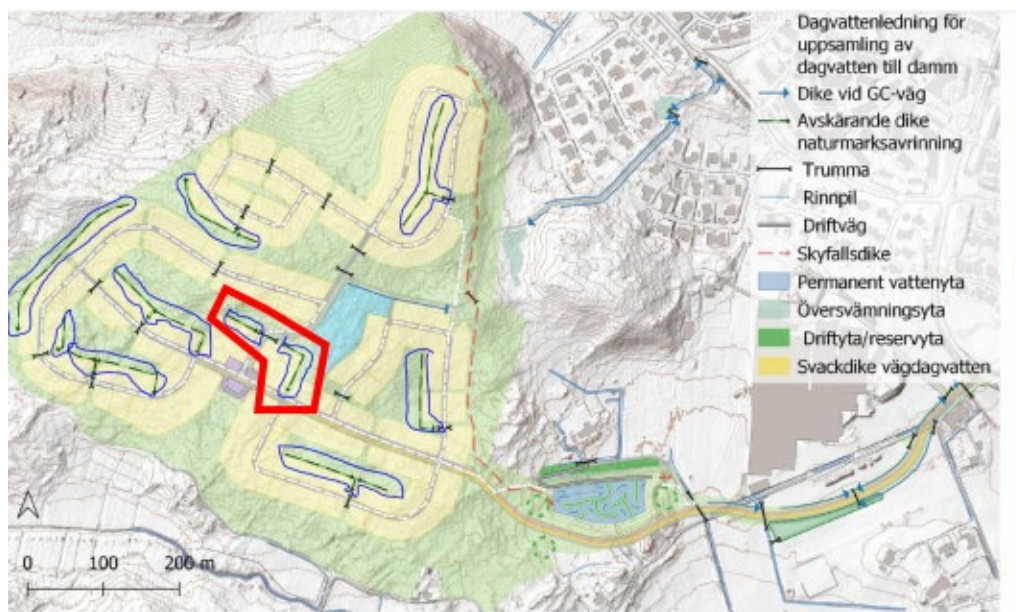 Dagvattenledning för
uppsamling av
dagvatten till damm
Dike vid GC-väg
Avskärande dike
naturmarksavrinning
Trumma
Rinnpil
Driftväg
Skyfallsdike
Permanent vattenyta
Översvämningsyta
Driftyta/reservyta
Svackdike vägdagvatten
0 100 200 m